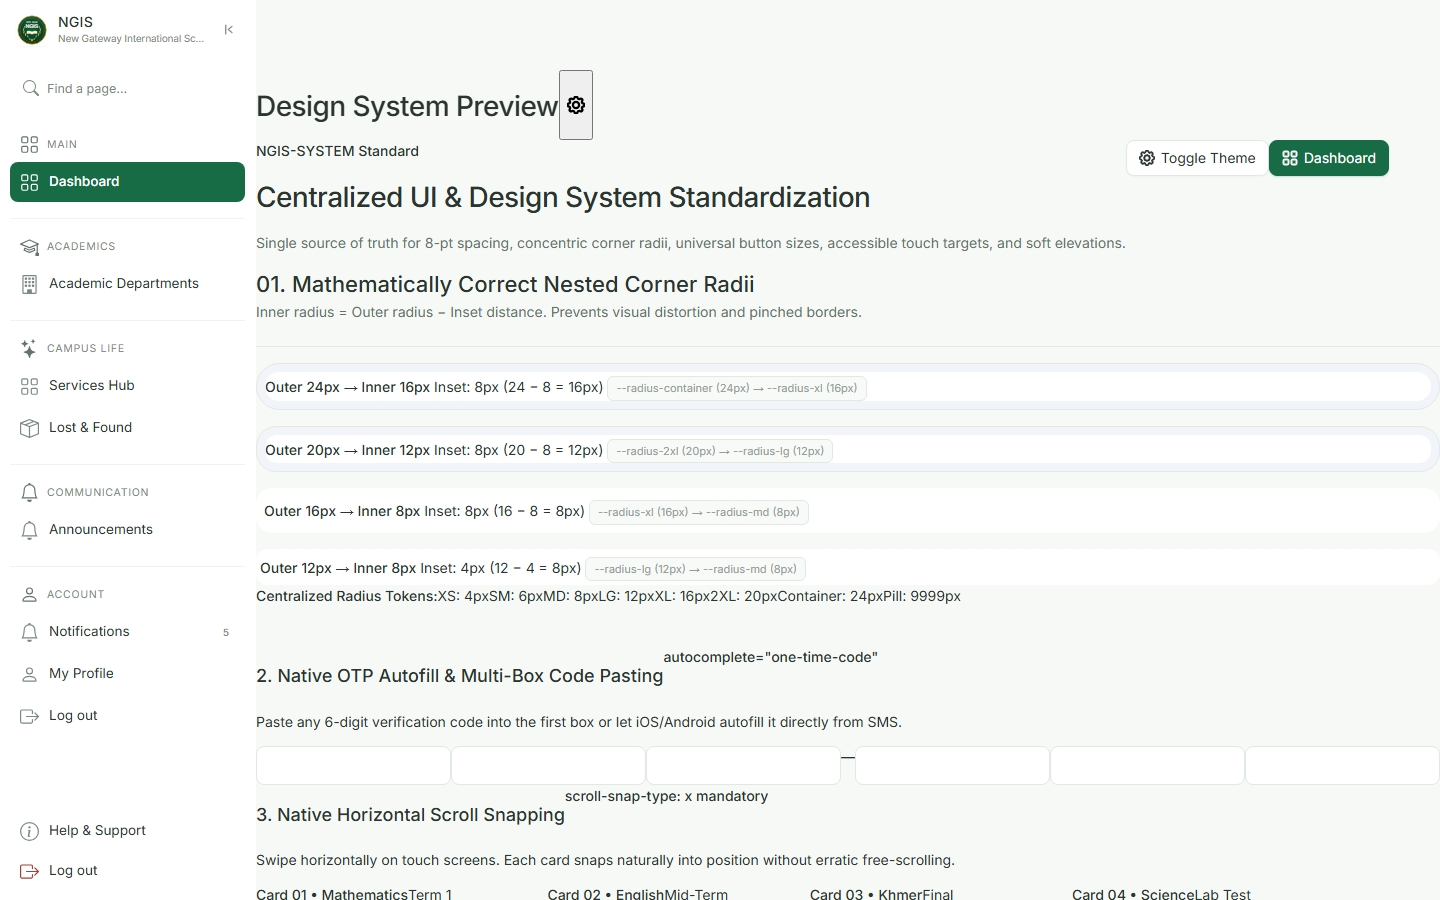 NGIS
New Gateway International Sc...
Find a page...
MAIN
Dashboard
ACADEMICS
Academic Departments
CAMPUS LIFE
Services Hub
Lost & Found
COMMUNICATION
Announcements
ACCOUNT
Notifications 5
My Profile
Log out
Help & Support
Log out
Design System Preview
NGIS-SYSTEM Standard
Toggle Theme
Dashboard
Centralized UI & Design System Standardization
Single source of truth for 8-pt spacing, concentric corner radii, universal button sizes, accessible touch targets, and soft elevations.
01. Mathematically Correct Nested Corner Radii
Inner radius = Outer radius − Inset distance. Prevents visual distortion and pinched borders.
Outer 24px → Inner 16px Inset: 8px (24 − 8 = 16px) --radius-container (24px) → --radius-xl (16px)
Outer 20px → Inner 12px Inset: 8px (20 − 8 = 12px) --radius-2xl (20px) → --radius-lg (12px)
Outer 16px → Inner 8px Inset: 8px (16 − 8 = 8px) --radius-xl (16px) → --radius-md (8px)
Outer 12px → Inner 8px Inset: 4px (12 − 4 = 8px) --radius-lg (12px) → --radius-md (8px)
Centralized Radius Tokens:XS: 4pxSM: 6pxMD: 8pxLG: 12pxXL: 16px2XL: 20pxContainer: 24pxPill: 9999px
autocomplete="one-time-code"
2. Native OTP Autofill & Multi-Box Code Pasting
Paste any 6-digit verification code into the first box or let iOS/Android autofill it directly from SMS.
—
scroll-snap-type: x mandatory
3. Native Horizontal Scroll Snapping
Swipe horizontally on touch screens. Each card snaps naturally into position without erratic free-scrolling.
Card 01 • MathematicsTerm 1 Card 02 • EnglishMid-Term Card 03 • KhmerFinal Card 04 • ScienceLab Test